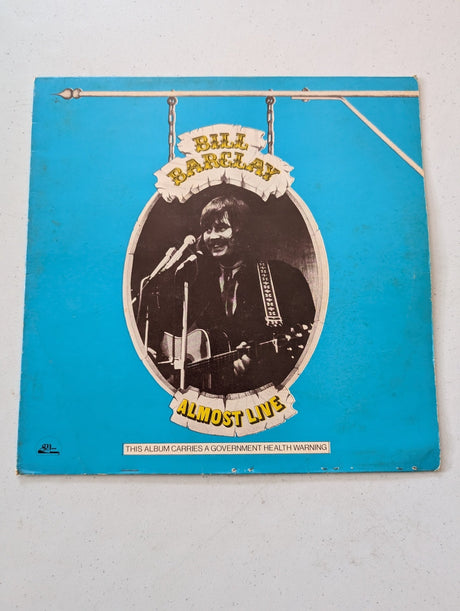 BILL
BARCLAY
ALMOST LIVE
THIS ALBUM CARRIES A GOVERNMENT HEALTH WARNING